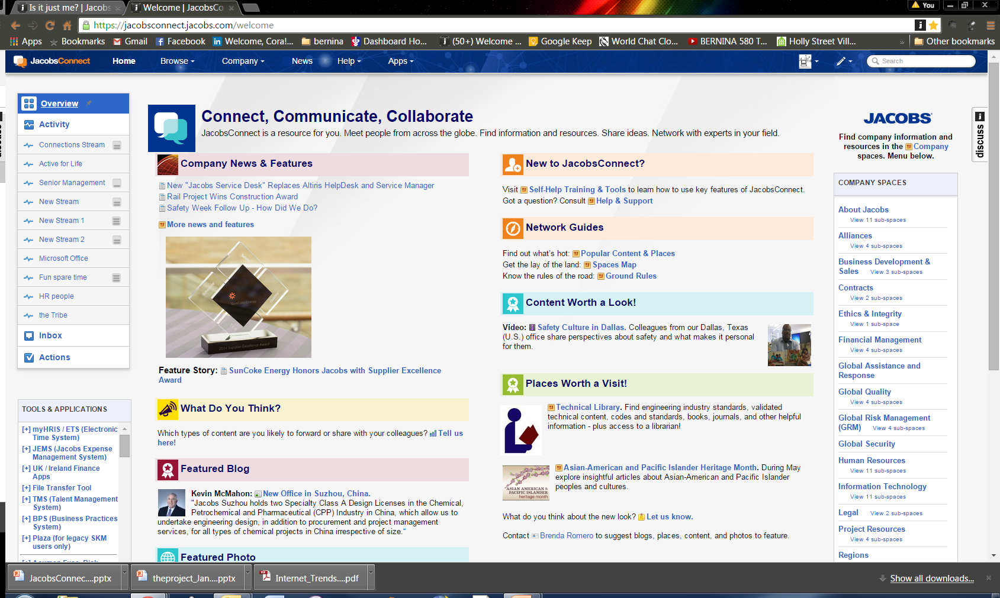 Is it just me? | Jacobs
Welcome | JacobsCo
You
https://jacobsconnect.jacobs.com/welcome
Apps
Bookmarks
Gmail
Facebook
Welcome, Cora!...
bernina
Dashboard Ho...
(50+) Welcome ...
Google Keep
World Chat Clo...
BERNINA 580 T...
Holly Street Vill...
»
Other bookmarks
JacobsConnect
Home
Browse
Company
News
Help
Apps
Search
Overview
Activity
Connections Stream
Active for Life
Senior Management
New Stream
New Stream 1
New Stream 2
Microsoft Office
Fun spare time
HR people
the Tribe
Inbox
Actions
TOOLS & APPLICATIONS
[+] myHRIS / ETS (Electronic
Time System)
[+] JEMS (Jacobs Expense
Management System)
[+] UK / Ireland Finance
Apps
[+] File Transfer Tool
[+] TMS (Talent Management
System)
[+] BPS (Business Practices
System)
[+] Plaza (for legacy SKM
users only)
Connect, Communicate, Collaborate
JacobsConnect is a resource for you. Meet people from across the globe. Find information and resources. Share ideas. Network with experts in your field.
Company News & Features
New "Jacobs Service Desk" Replaces Altiris HelpDesk and Service Manager
Rail Project Wins Construction Award
Safety Week Follow Up - How Did We Do?
More news and features
SunCoke Energy
Safety
Quality
2014 Supplier Excellence Award
Feature Story: SunCoke Energy Honors Jacobs with Supplier Excellence
Award
What Do You Think?
Which types of content are you likely to forward or share with your colleagues? Tell us
here!
Featured Blog
Kevin McMahon: New Office in Suzhou, China.
"Jacobs Suzhou holds two Specialty Class A Design Licenses in the Chemical,
Petrochemical and Pharmaceutical (CPP) Industry in China, which allow us to
undertake engineering design, in addition to procurement and project management
services, for all types of chemical projects in China irrespective of size."
Featured Photo
New to JacobsConnect?
Visit Self-Help Training & Tools to learn how to use key features of JacobsConnect.
Got a question? Consult Help & Support
Network Guides
Find out what's hot: Popular Content & Places
Get the lay of the land: Spaces Map
Know the rules of the road: Ground Rules
Content Worth a Look!
Video: Safety Culture in Dallas. Colleagues from our Dallas, Texas
(U.S.) office share perspectives about safety and what makes it personal
for them.
Places Worth a Visit!
Technical Library. Find engineering industry standards, validated
technical content, codes and standards, books, journals, and other helpful
information - plus access to a librarian!
ASIAN AMERICAN &
PACIFIC ISLANDER
heritage month
Asian-American and Pacific Islander Heritage Month. During May
explore insightful articles about Asian-American and Pacific Islander
peoples and cultures.
What do you think about the new look? Let us know.
Contact Brenda Romero to suggest blogs, places, content, and photos to feature.
JACOBS
Find company information and
resources in the Company
spaces. Menu below.
discuss
COMPANY SPACES
About Jacobs
View 11 sub-spaces
Alliances
View 4 sub-spaces
Business Development &
Sales View 3 sub-spaces
Contracts
View 2 sub-spaces
Ethics & Integrity
View 1 sub-space
Financial Management
View 4 sub-spaces
Global Assistance and
Response
Global Quality
View 4 sub-spaces
Global Risk Management
(GRM) View 4 sub-spaces
Global Security
Human Resources
View 11 sub-spaces
Information Technology
View 11 sub-spaces
Legal View 2 sub-spaces
Project Resources
View 4 sub-spaces
Regions
JacobsConnec....pptx
theproject_Jan....pptx
Internet_Trends....pdf
Show all downloads...